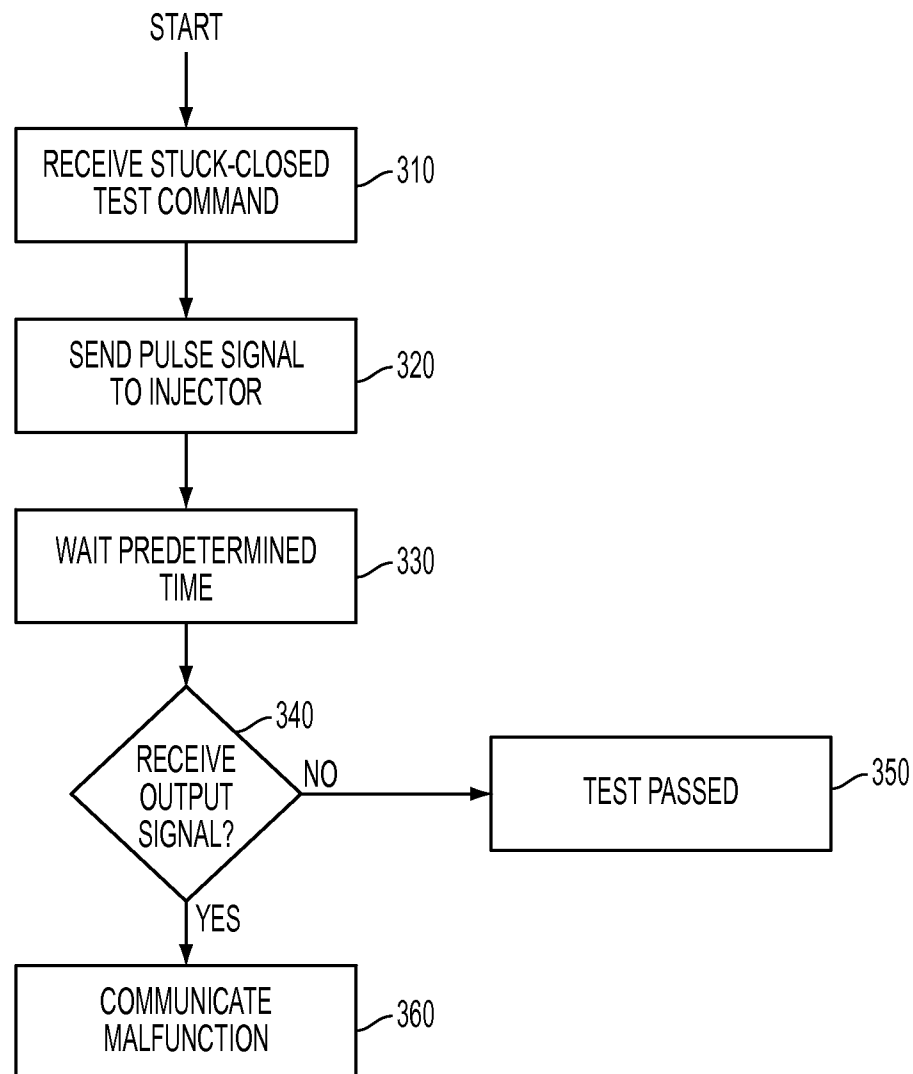 START
RECEIVE STUCK-CLOSED
TEST COMMAND
310
SEND PULSE SIGNAL
TO INJECTOR
320
WAIT PREDETERMINED
TIME
330
340
RECEIVE
OUTPUT
SIGNAL?
NO
TEST PASSED
350
YES
COMMUNICATE
MALFUNCTION
360